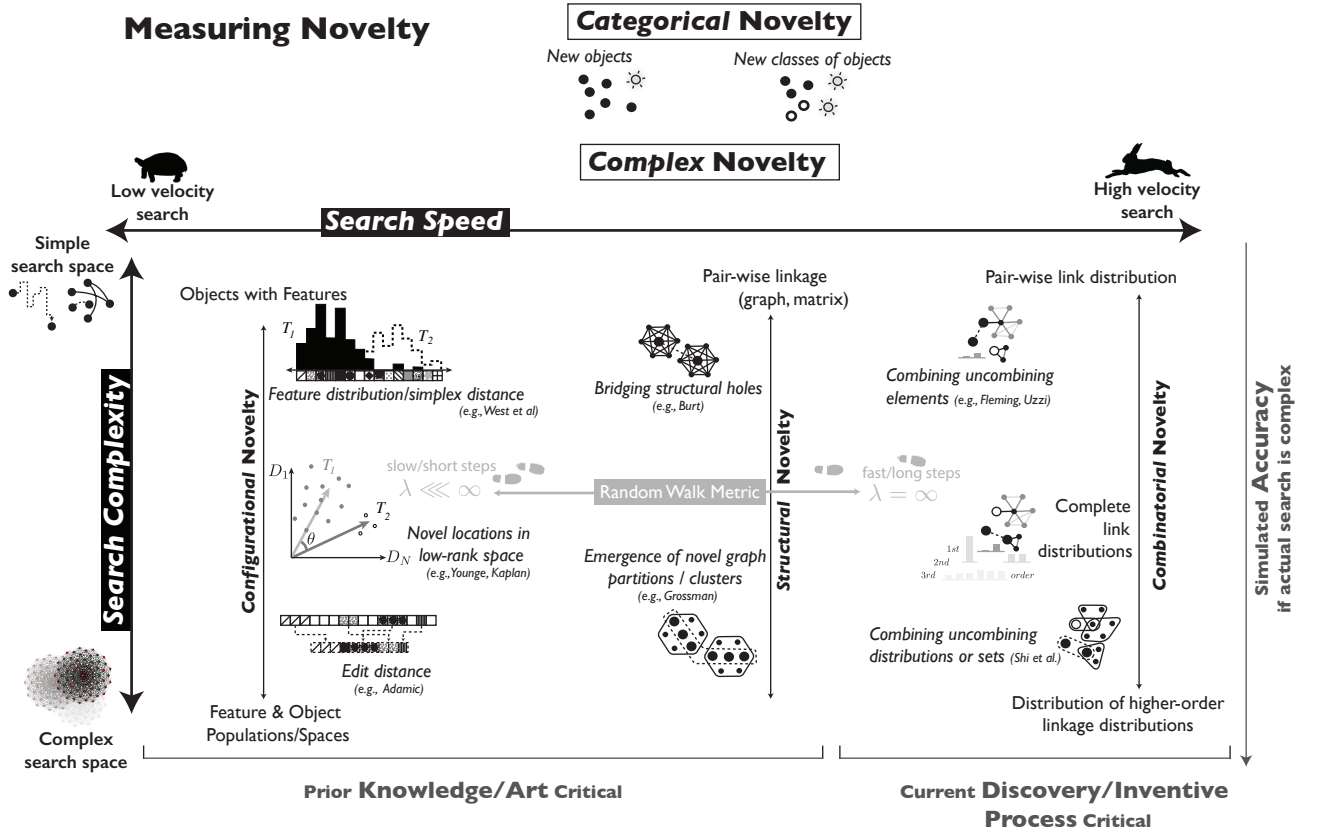 Measuring Novelty
Categorical Novelty
New objects
New classes of objects
Complex Novelty
Low velocity
search
High velocity
search
Search Speed
Simple
search space
Search Complexity
Complex
search space
Objects with Features
T1
T2
Feature distribution/simplex distance
(e.g., West et al)
Configurational Novelty
D1
T1
T2
θ
DN
slow/short steps
λ ⋘ ∞
Novel locations in
low-rank space
(e.g., Younge, Kaplan)
Edit distance
(e.g., Adamic)
Feature & Object
Populations/Spaces
Pair-wise linkage
(graph, matrix)
Bridging structural holes
(e.g., Burt)
Random Walk Metric
Structural Novelty
Emergence of novel graph
partitions / clusters
(e.g., Grossman)
Pair-wise link distribution
Combining uncombining
elements (e.g., Fleming, Uzzi)
fast/long steps
λ = ∞
Complete
link
distributions
1st
2nd
3rd
order
Combinatorial Novelty
Combining uncombining
distributions or sets (Shi et al.)
Distribution of higher-order
linkage distributions
Simulated Accuracy
if actual search is complex
Prior Knowledge/Art Critical
Current Discovery/Inventive
Process Critical